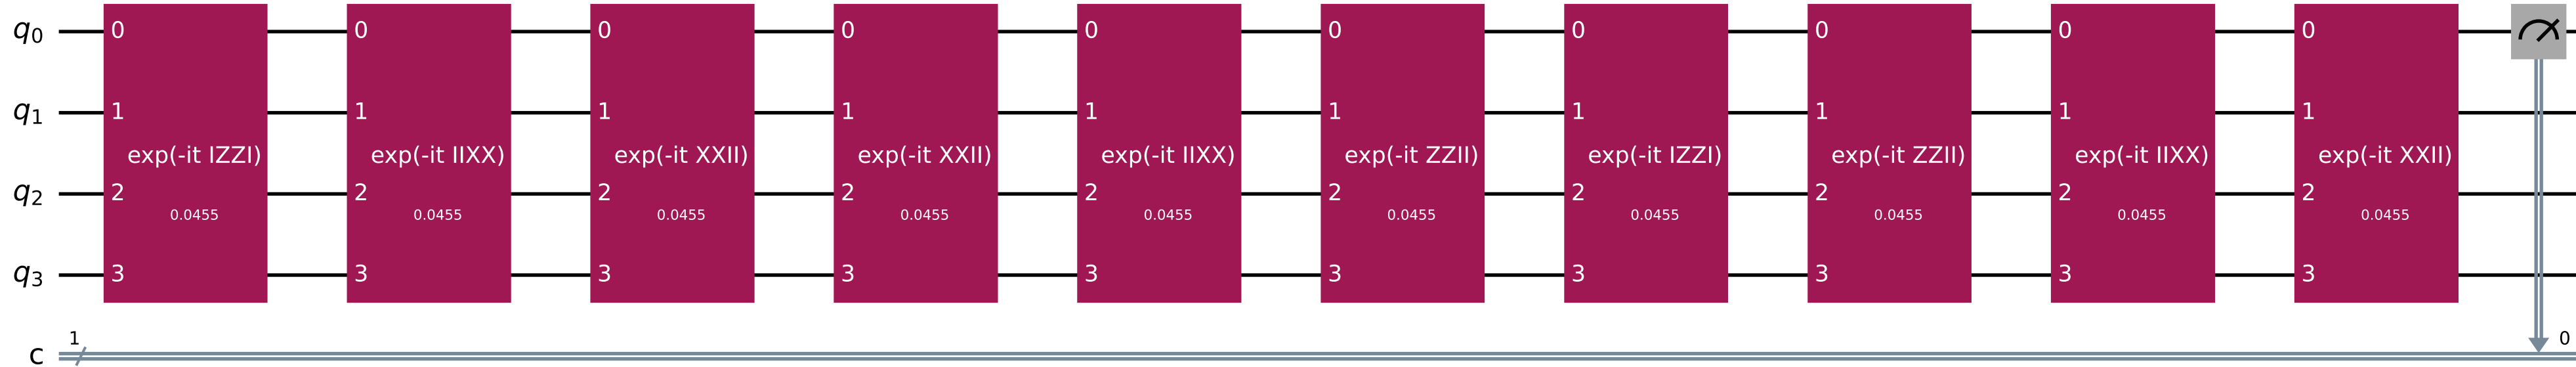 q0 0 0 0 0 0 0 0 0 0 0
q1 1 1 1 1 1 1 1 1 1 1
exp(-it IZZI) exp(-it IIXX) exp(-it XXII) exp(-it XXII) exp(-it IIXX) exp(-it ZZII) exp(-it IZZI) exp(-it ZZII) exp(-it IIXX) exp(-it XXII)
q2 2 2 2 2 2 2 2 2 2 2
0.0455 0.0455 0.0455 0.0455 0.0455 0.0455 0.0455 0.0455 0.0455 0.0455
q3 3 3 3 3 3 3 3 3 3 3
1 0
c